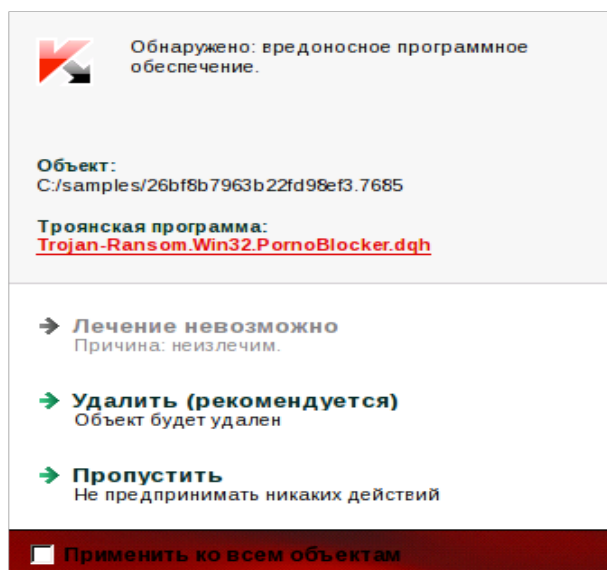 Обнаружено: вредоносное программное
обеспечение.
Объект:
C:/samples/26bf8b7963b22fd98ef3.7685
Троянская программа:
Trojan-Ransom.Win32.PornoBlocker.dqh
Лечение невозможно
Причина: неизлечим.
Удалить (рекомендуется)
Объект будет удален
Пропустить
Не предпринимать никаких действий
Применить ко всем объектам